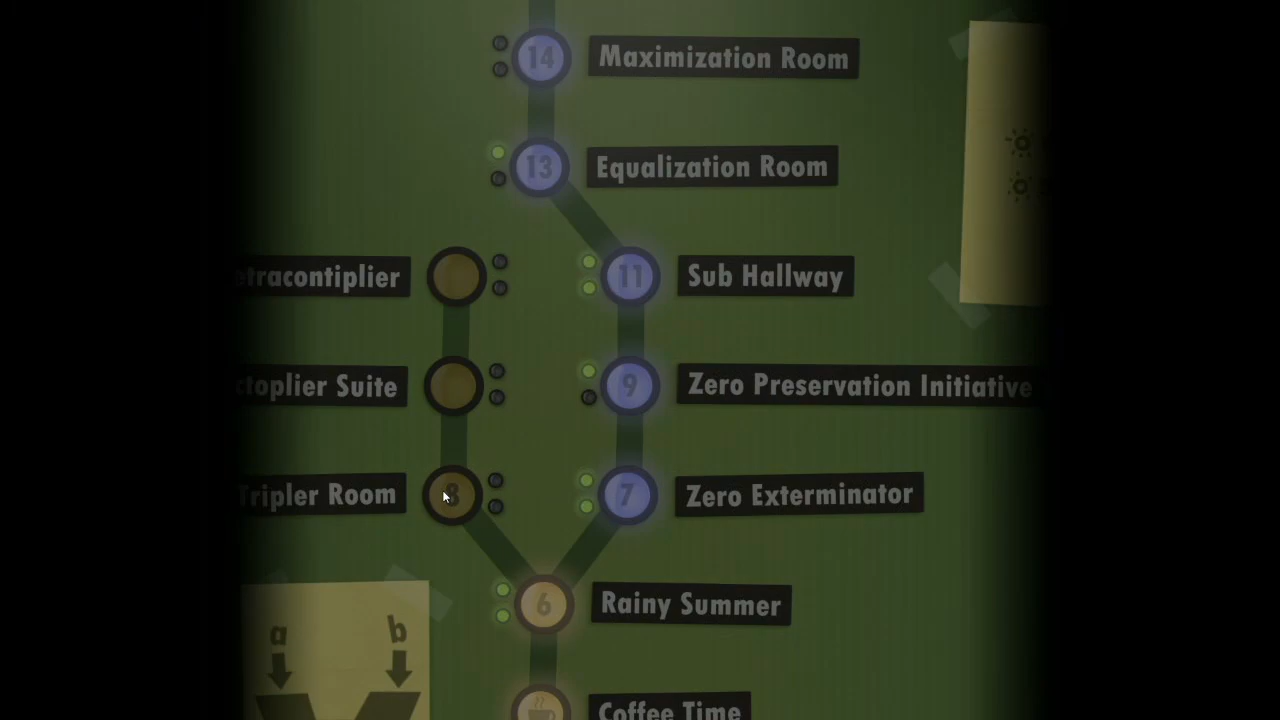 14 Maximization Room
13 Equalization Room
etracontiplier
11 Sub Hallway
ctoplier Suite
9 Zero Preservation Initiative
Tripler Room 8
7 Zero Exterminator
6 Rainy Summer
a b
Coffee Time